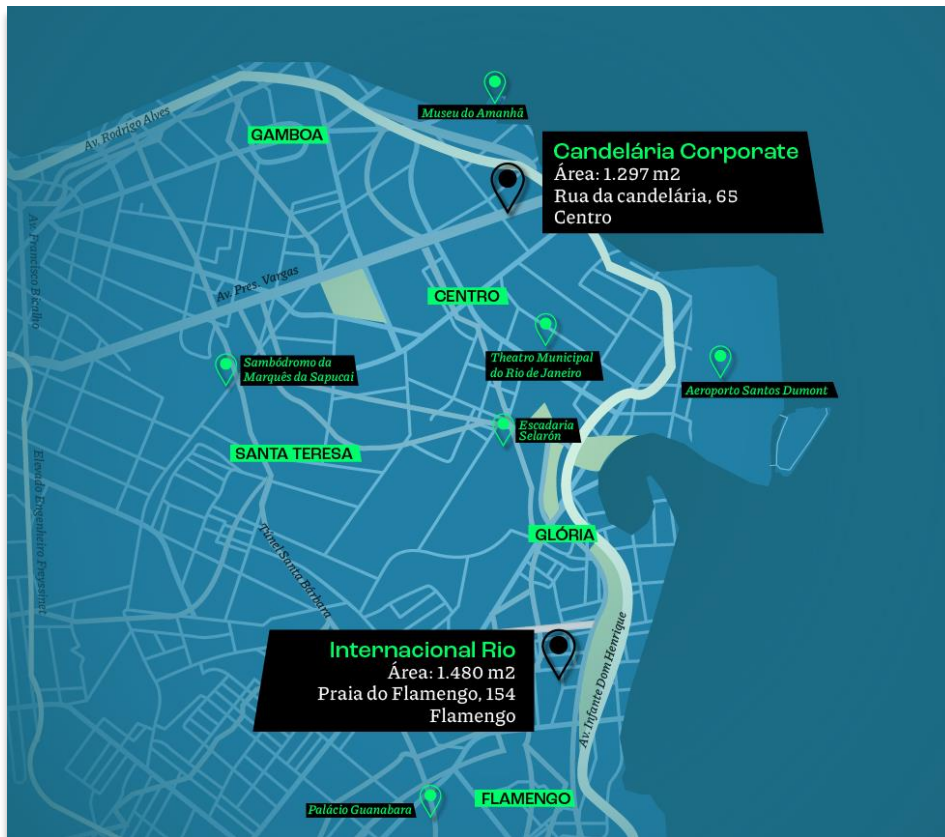 Museu do Amanhã
Av. Rodrigo Alves
GAMBOA
Candelária Corporate
Área: 1.297 m2
Rua da candelária, 65
Centro
Av. Francisco Bicalho
Av. Pres. Vargas
CENTRO
Theatro Municipal
do Rio de Janeiro
Sambódromo da
Marquês da Sapucaí
Aeroporto Santos Dumont
Escadaria
Selarón
SANTA TERESA
Elevado Engenheiro Freyssinet
GLÓRIA
Túnel Santa Bárbara
Internacional Rio
Área: 1.480 m2
Praia do Flamengo, 154
Flamengo
Av. Infante Dom Henrique
FLAMENGO
Palácio Guanabara